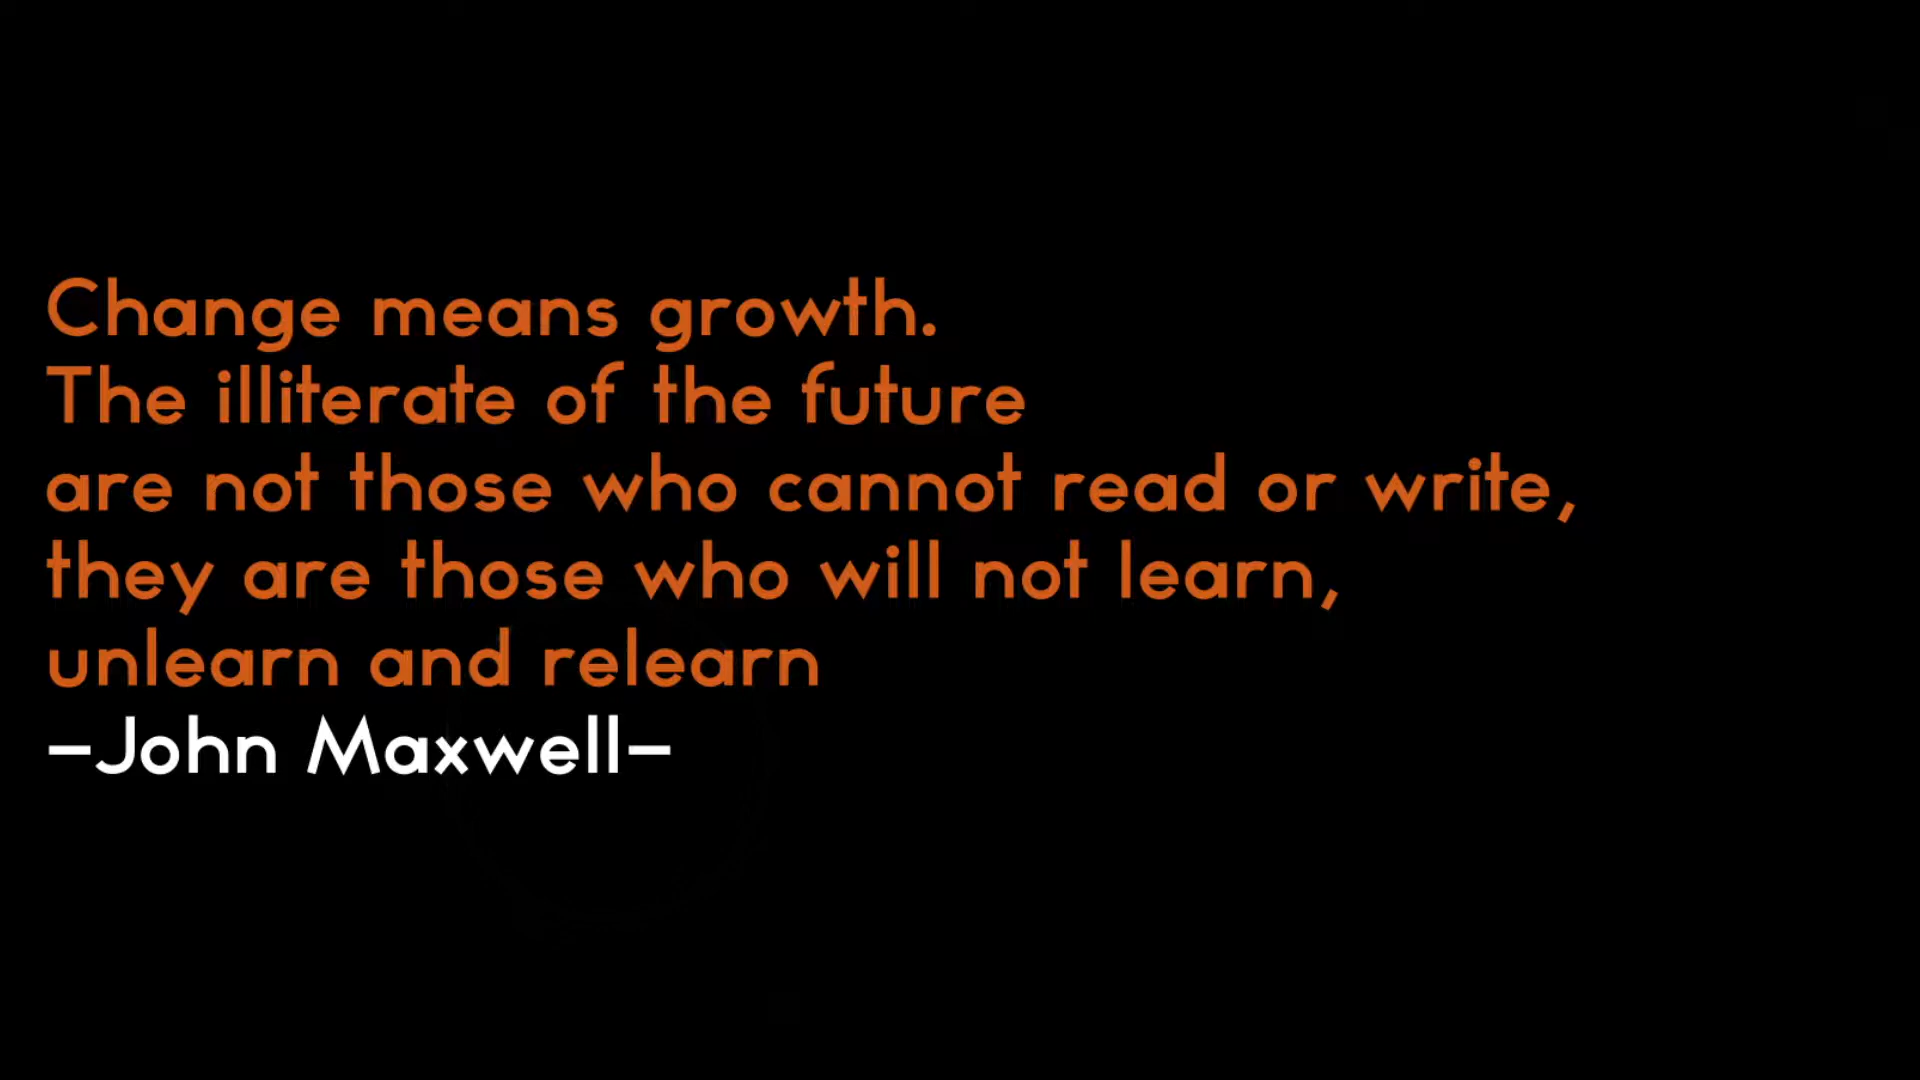 Change means growth.
The illiterate of the future
are not those who cannot read or write,
they are those who will not learn,
unlearn and relearn
–John Maxwell–